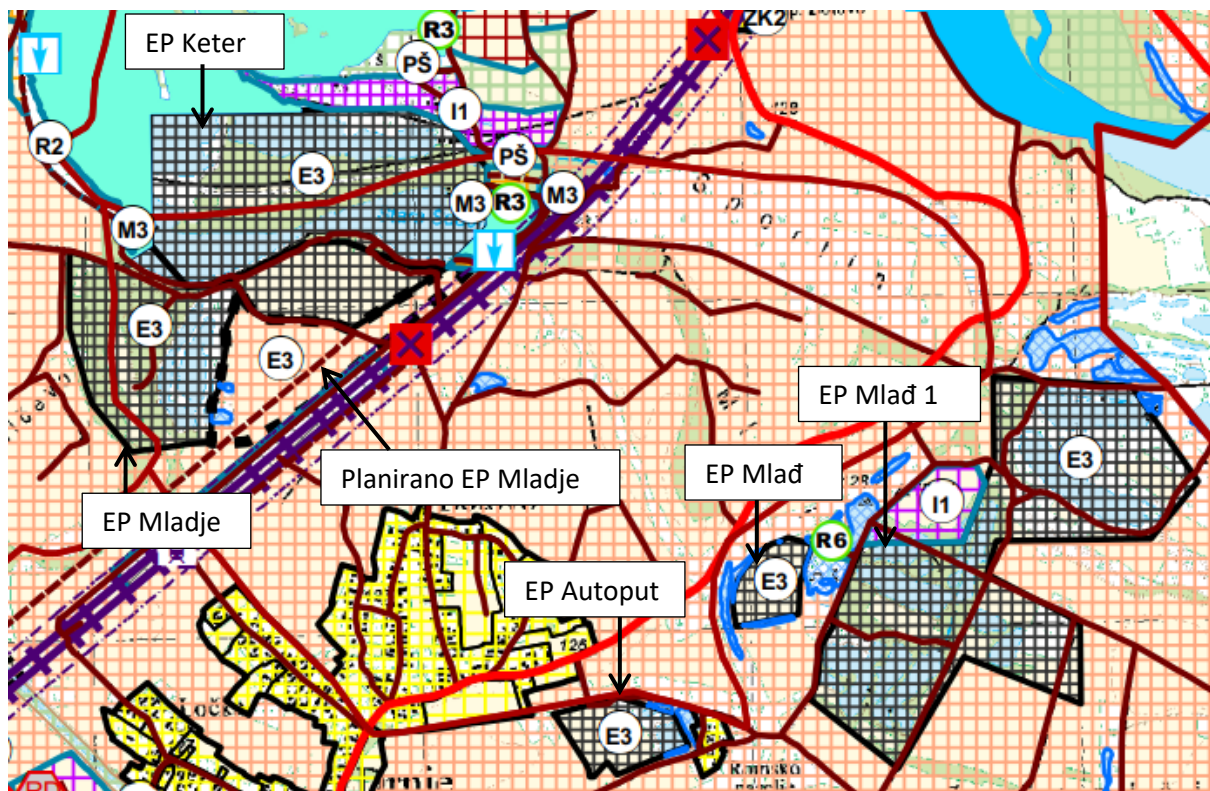 R3
ZK2
EP Keter
PŠ
I1
128
R2
PŠ
E3
M3
R3
M3
M3
E3
E3
EP Mlađ 1
E3
EP Mlađ
Planirano EP Mladje
I1
EP Mladje
R6
E3
EP Autoput
126
E3